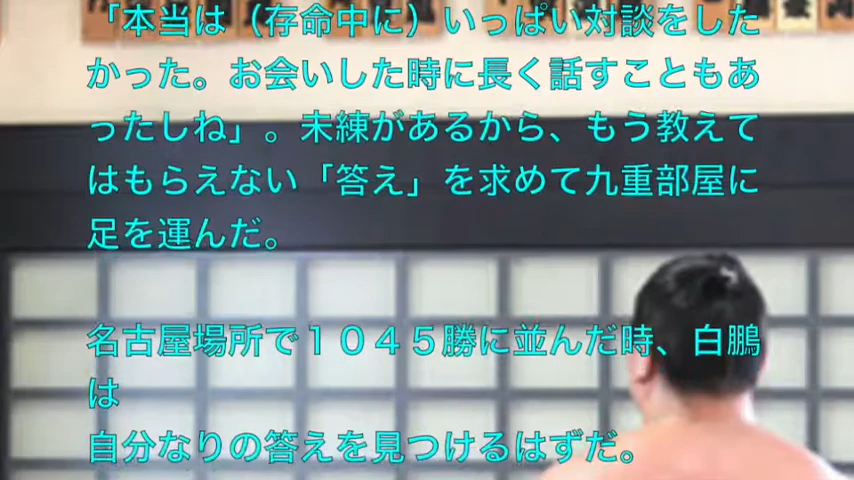 「本当は（存命中に）いっぱい対談をした
かった。お会いした時に長く話すこともあ
ったしね」。未練があるから、もう教えて
はもらえない「答え」を求めて九重部屋に
足を運んだ。
名古屋場所で１０４５勝に並んだ時、白鵬
は
自分なりの答えを見つけるはずだ。